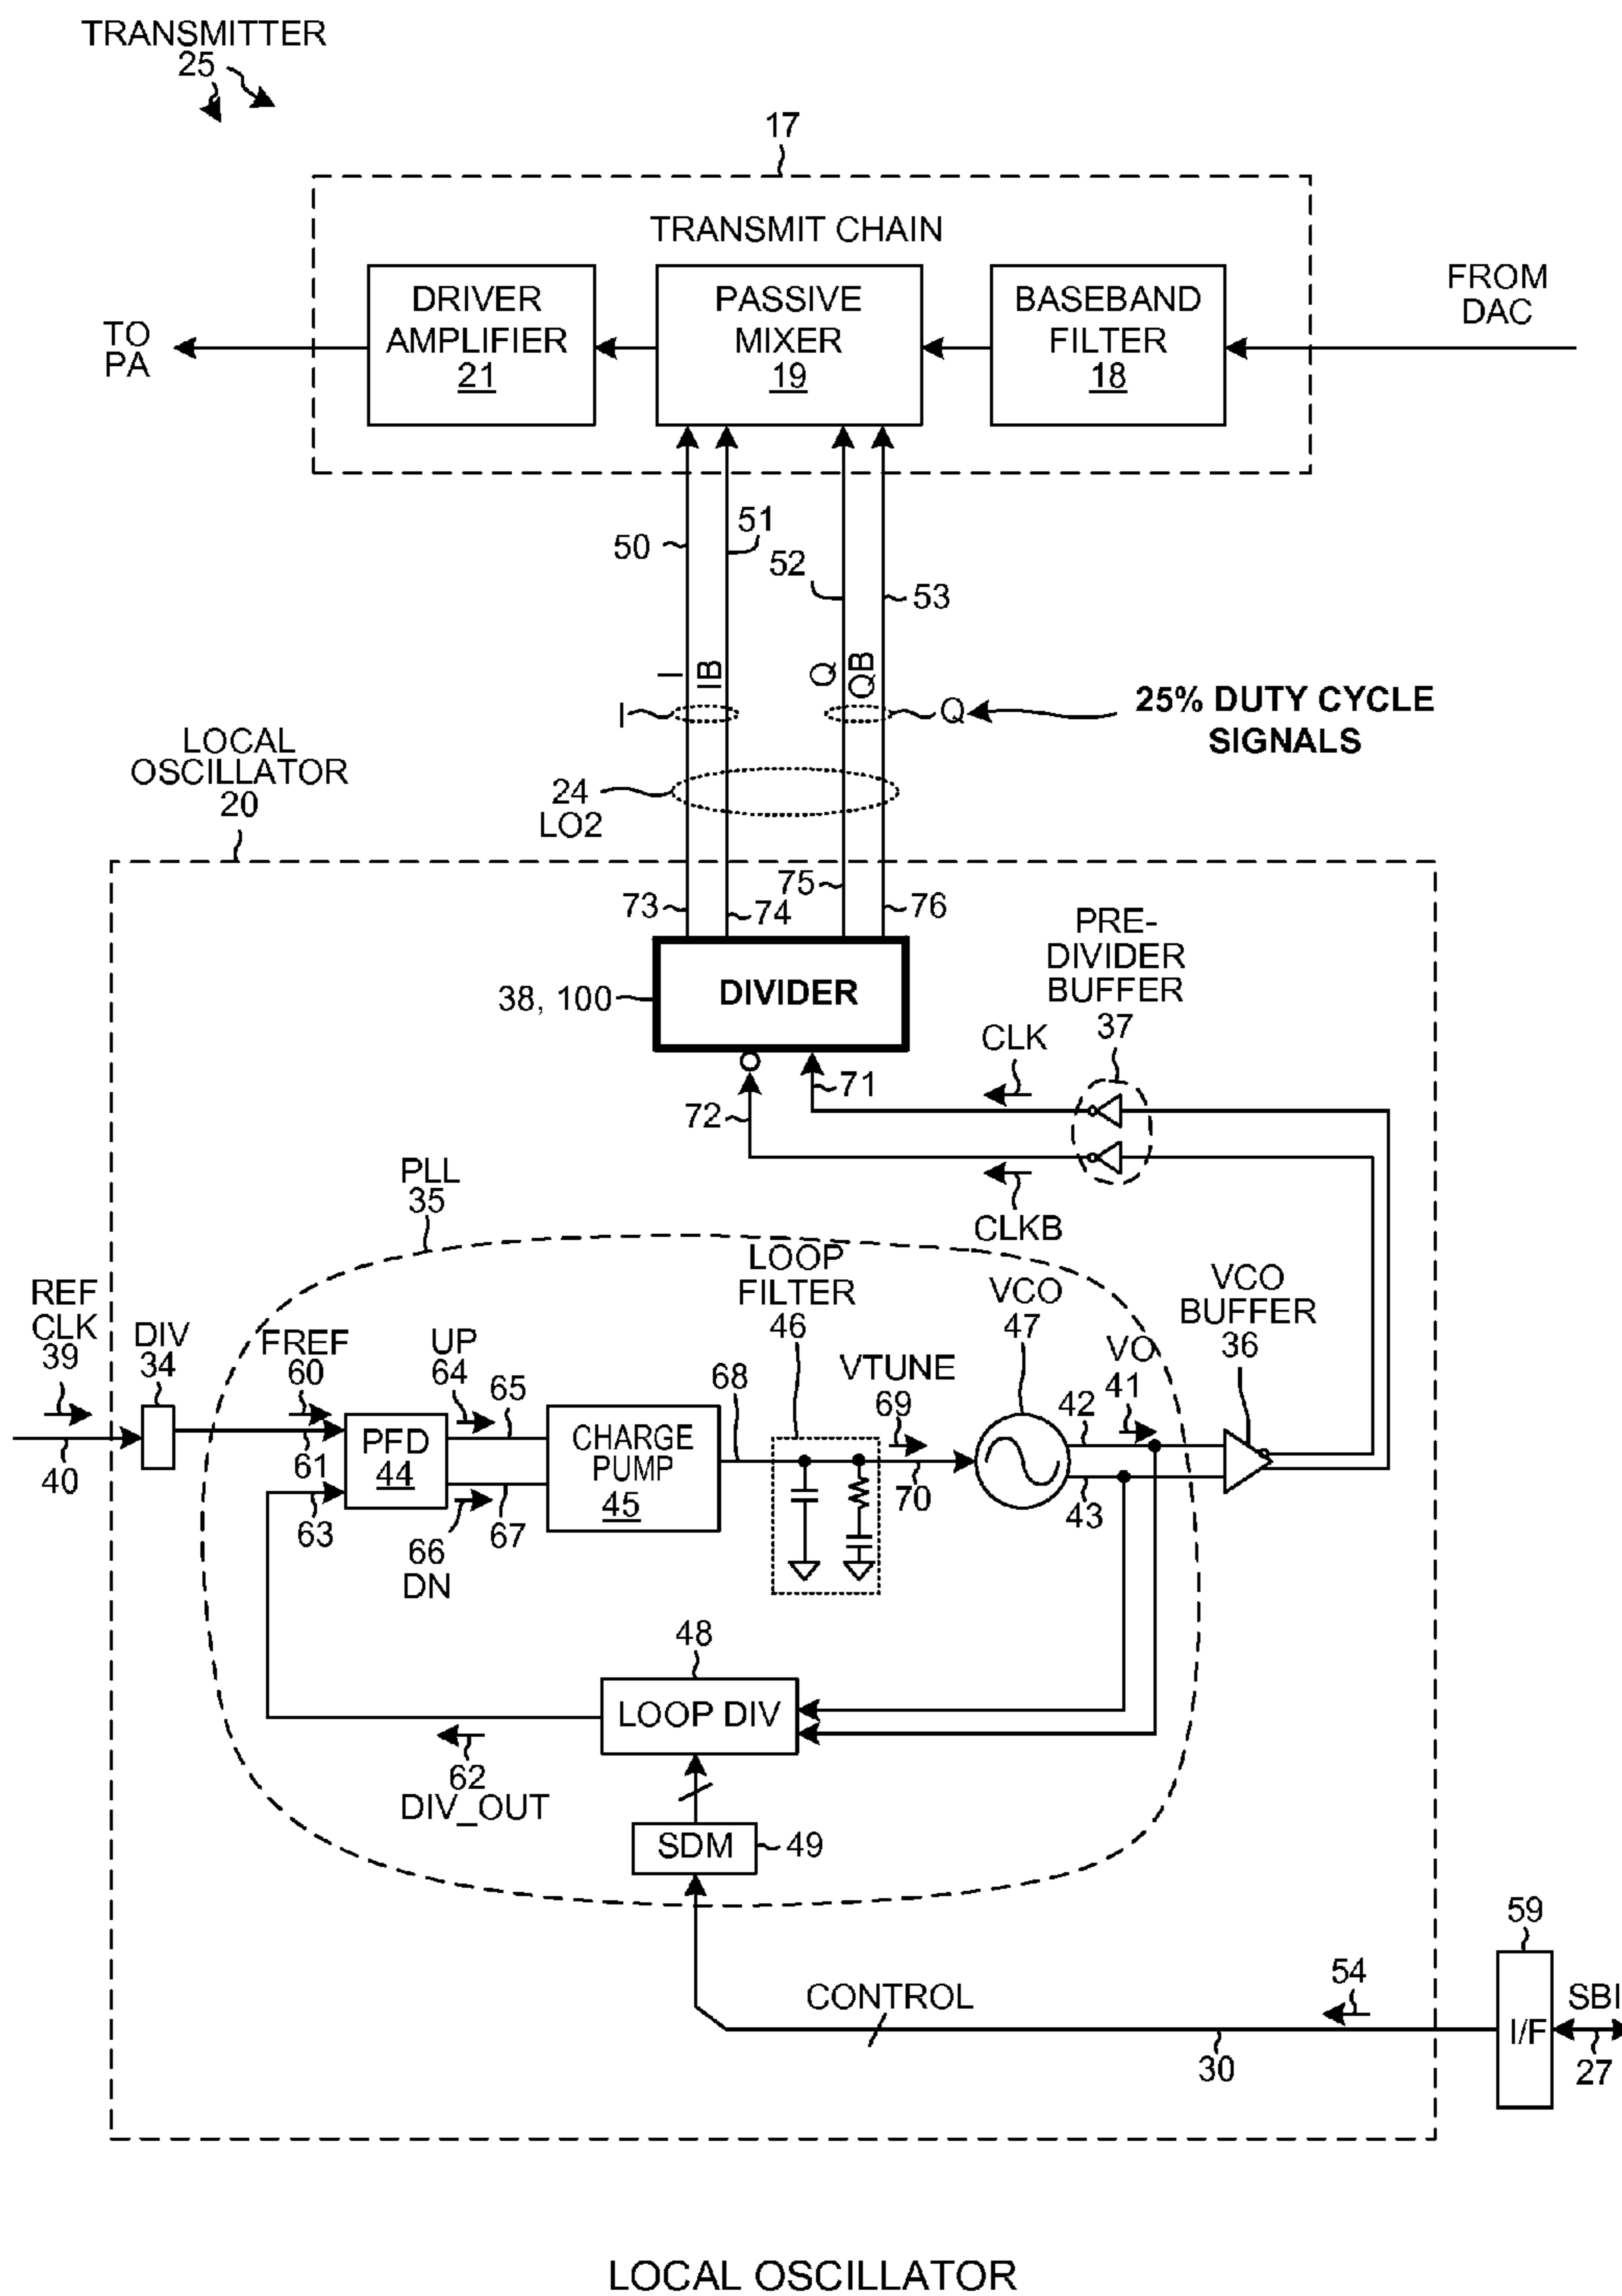 TRANSMITTER
25
17
TRANSMIT CHAIN
DRIVER
AMPLIFIER
21
PASSIVE
MIXER
19
BASEBAND
FILTER
18
FROM
DAC
TO
PA
50
51
52
53
I
IB
Q
QB
I
Q
25% DUTY CYCLE
SIGNALS
LOCAL
OSCILLATOR
20
24
LO2
73
74
75
76
DIVIDER
38, 100
PRE-
DIVIDER
BUFFER
37
CLK
71
72
CLKB
PLL
35
LOOP
FILTER
46
VCO
47
VCO
BUFFER
36
REF
CLK
39
40
DIV
34
FREF
60
61
63
UP
64
65
PFD
44
66
DN
67
CHARGE
PUMP
45
68
VTUNE
69
70
VO
41
42
43
48
LOOP DIV
62
DIV_OUT
SDM
49
CONTROL
54
30
59
I/F
SBI
27
LOCAL OSCILLATOR